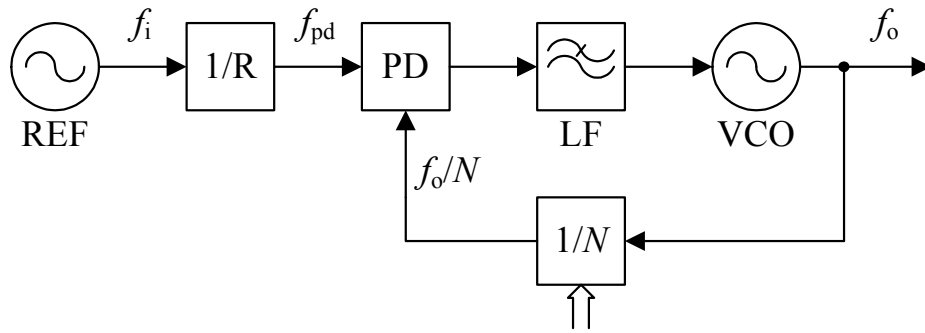 fi
fpd
fo
1/R
PD
REF
LF
VCO
fo/N
1/N